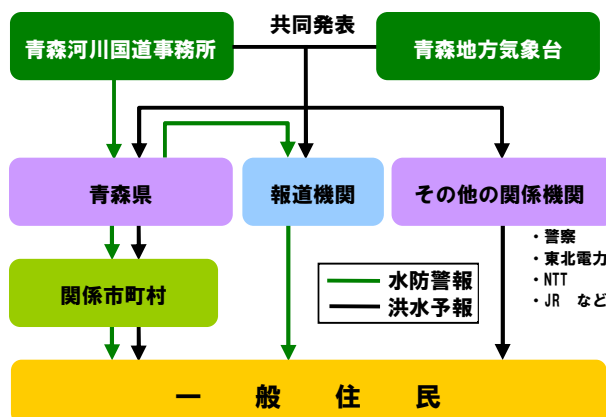 共同発表
青森河川国道事務所
青森地方気象台
青森県
報道機関
その他の関係機関
・警察
・東北電力
・NTT
・JR など
関係市町村
水防警報
洪水予報
一般住民